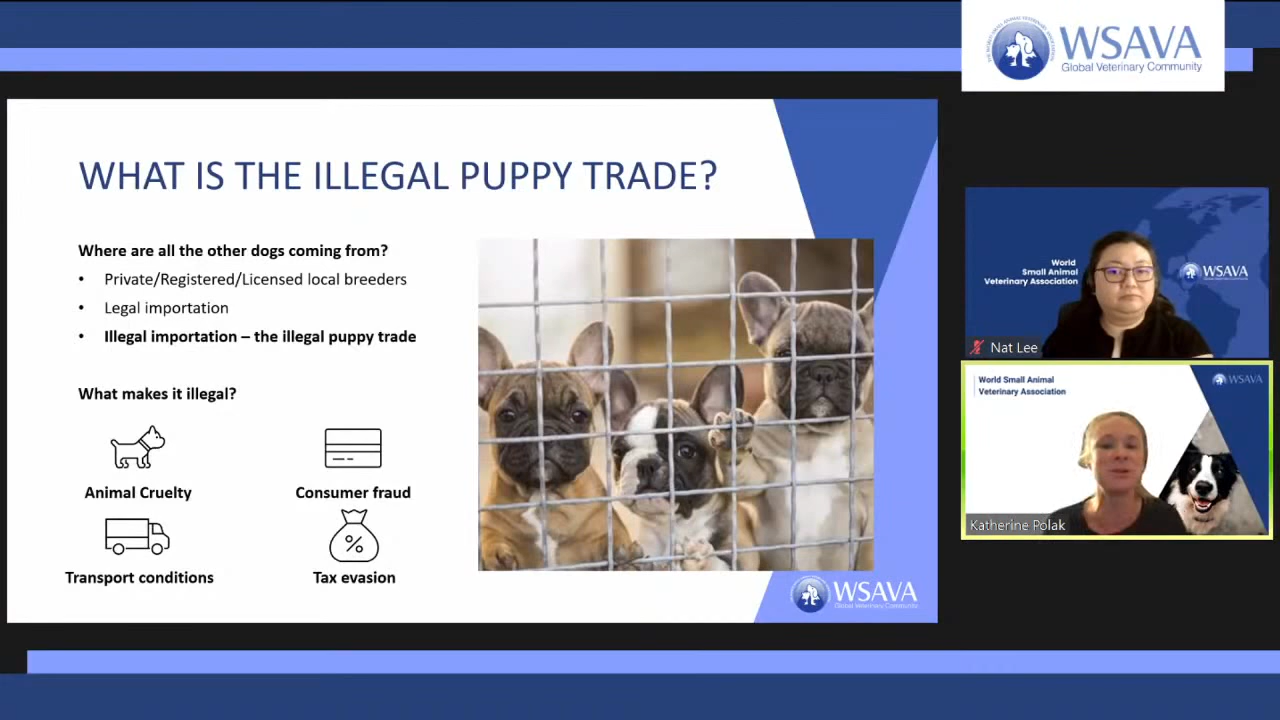 WSAVA
Global Veterinary Community
WHAT IS THE ILLEGAL PUPPY TRADE?
Where are all the other dogs coming from?
• Private/Registered/Licensed local breeders
• Legal importation
• Illegal importation – the illegal puppy trade
What makes it illegal?
Animal Cruelty
Consumer fraud
Transport conditions
Tax evasion
WSAVA
Global Veterinary Community
World
Small Animal
Veterinary Association
WSAVA
Nat Lee
World Small Animal
Veterinary Association
WSAVA
Katherine Polak